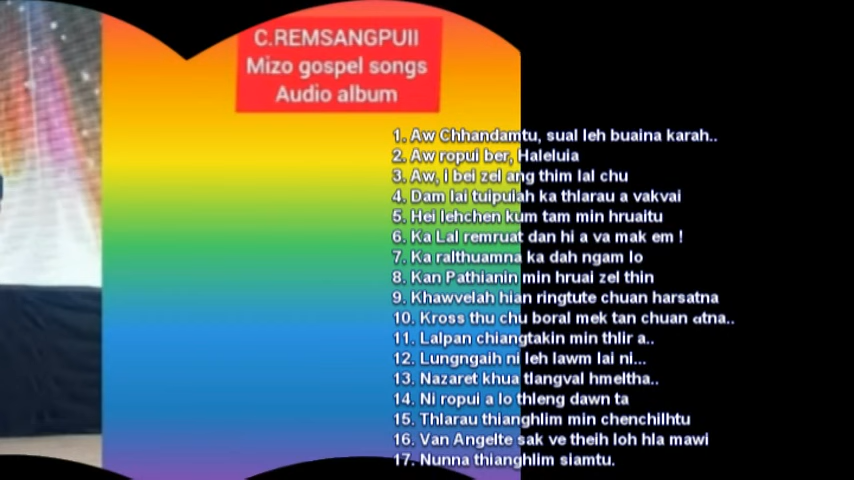 C.REMSANGPUII
Mizo gospel songs
Audio album
1. Aw Chhandamtu, sual leh buaina karah..
2. Aw ropui ber, Haleluia
3. Aw, i bei zel ang thim lal chu
4. Dam lai tuipuiah ka thlarau a vakvai
5. Hei lehchen kum tam min hruaitu
6. Ka Lal remruat dan hi a va mak em !
7. Ka ralthuamna ka dah ngam lo
8. Kan Pathianin min hruai zel thin
9. Khawvelah hian ringtute chuan harsatna
10. Kross thu chu boral mek tan chuan atna..
11. Lalpan chiangtakin min thlir a..
12. Lungngaih ni leh lawm lai ni...
13. Nazaret khua tlangval hmeltha..
14. Ni ropui a lo thleng dawn ta
15. Thlarau thianghlim min chenchilhtu
16. Van Angelte sak ve theih loh hla mawi
17. Nunna thianghlim siamtu.